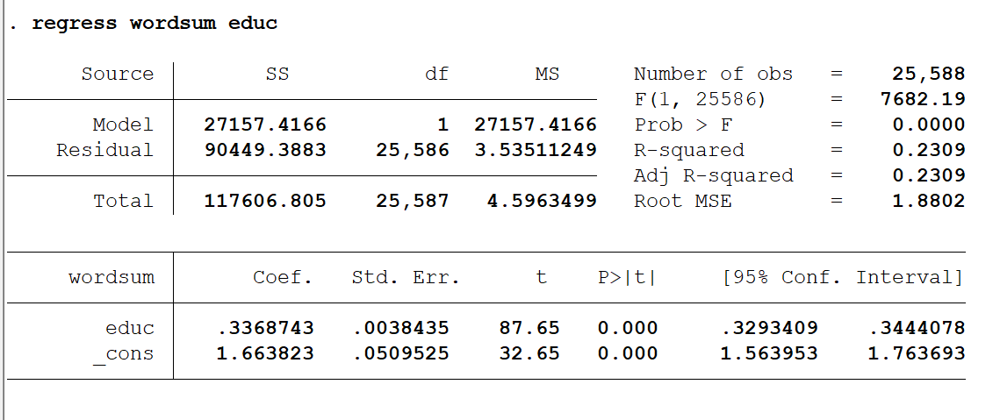 . regress wordsum educ
Source SS df MS Number of obs = 25,588
F(1, 25586) = 7682.19
Model 27157.4166 1 27157.4166 Prob > F = 0.0000
Residual 90449.3883 25,586 3.53511249 R-squared = 0.2309
Adj R-squared = 0.2309
Total 117606.805 25,587 4.5963499 Root MSE = 1.8802
wordsum Coef. Std. Err. t P>|t| [95% Conf. Interval]
educ .3368743 .0038435 87.65 0.000 .3293409 .3444078
_cons 1.663823 .0509525 32.65 0.000 1.563953 1.763693